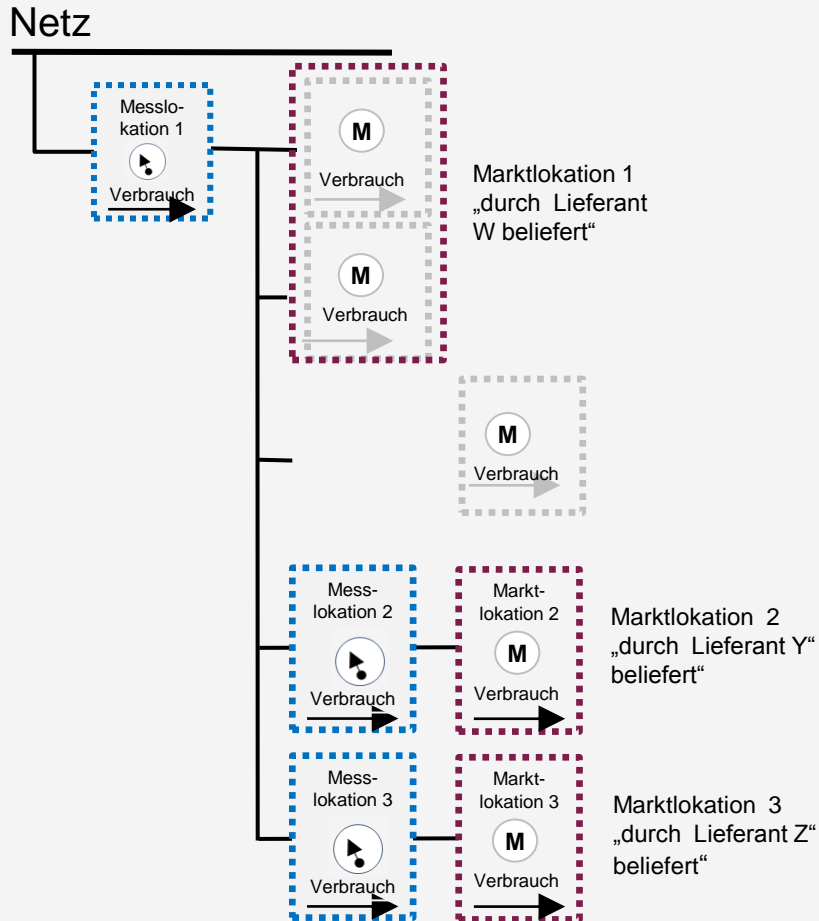 Netz
Messlo-
kation 1
Verbrauch
M
Verbrauch
M
Verbrauch
Marktlokation 1
„durch Lieferant
W beliefert“
M
Verbrauch
Mess-
lokation 2
Verbrauch
Markt-
lokation 2
M
Verbrauch
Marktlokation 2
„durch Lieferant Y“
beliefert“
Mess-
lokation 3
Verbrauch
Markt-
lokation 3
M
Verbrauch
Marktlokation 3
„durch Lieferant Z“
beliefert“